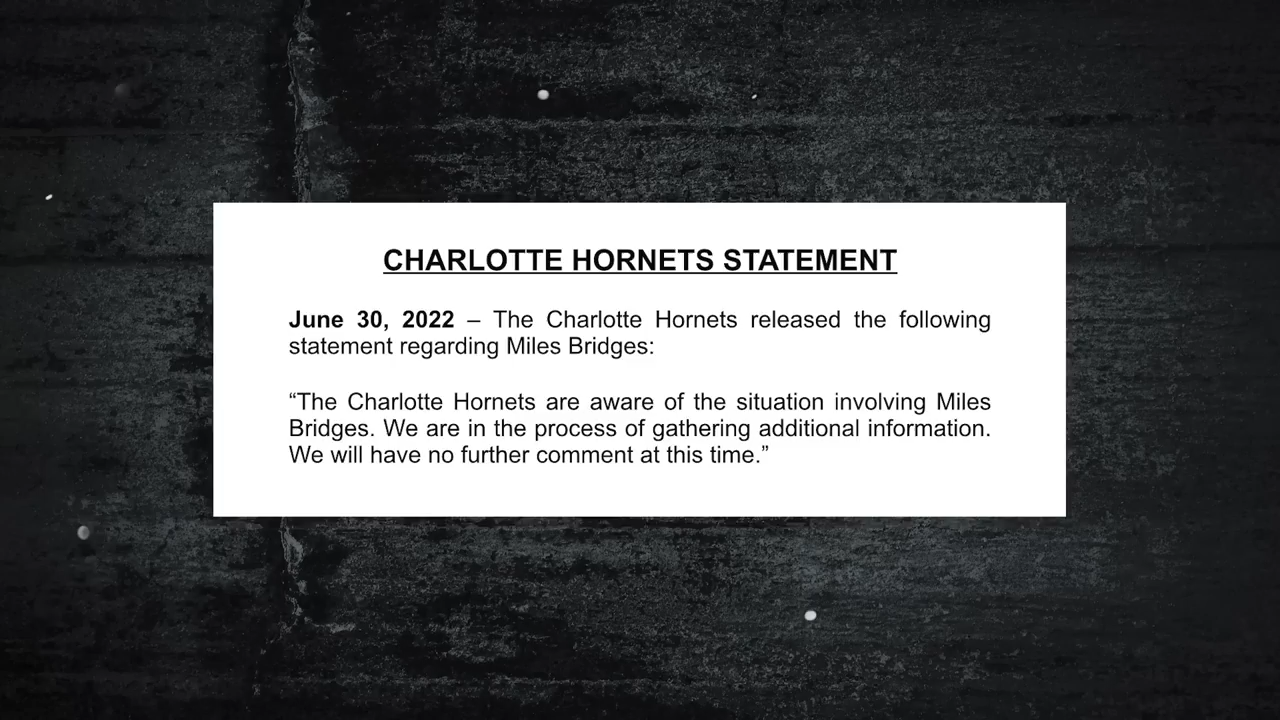 CHARLOTTE HORNETS STATEMENT
June 30, 2022 – The Charlotte Hornets released the following
statement regarding Miles Bridges:
“The Charlotte Hornets are aware of the situation involving Miles
Bridges. We are in the process of gathering additional information.
We will have no further comment at this time.”